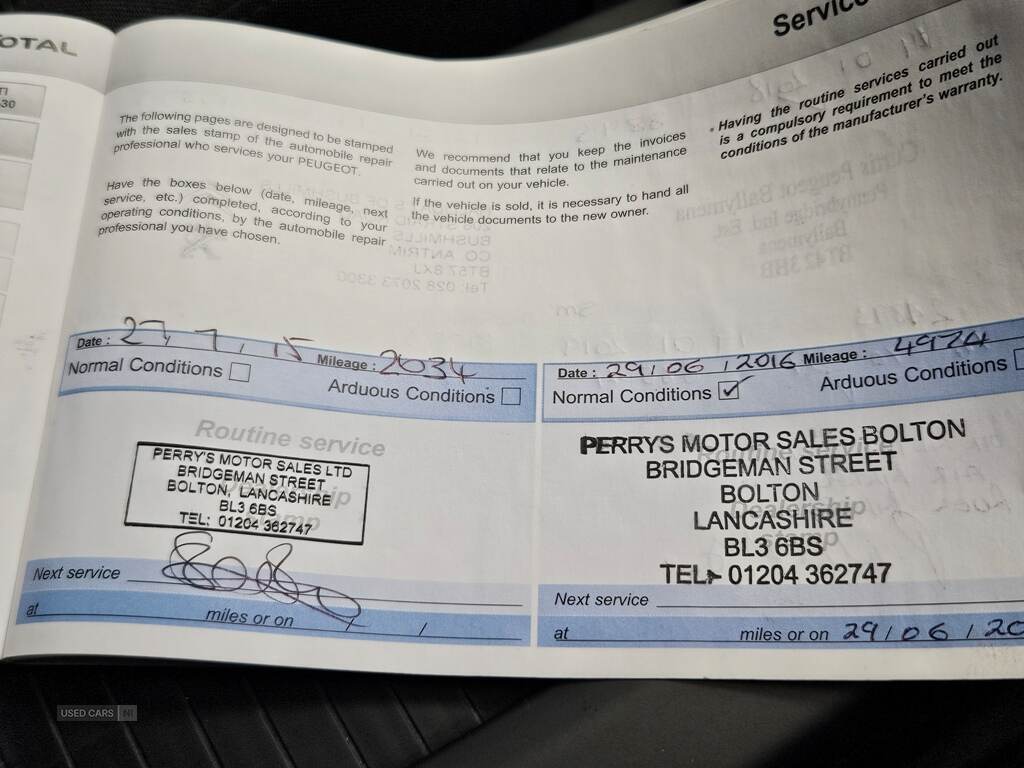 OTAL
-30
Service
The following pages are designed to be stamped
with the sales stamp of the automobile repair
professional who services your PEUGEOT.
Have the boxes below (date, mileage, next
service, etc.) completed, according to your
operating conditions, by the automobile repair
professional you have chosen.
We recommend that you keep the invoices
and documents that relate to the maintenance
carried out on your vehicle.
If the vehicle is sold, it is necessary to hand all
the vehicle documents to the new owner.
Having the routine services carried out
is a compulsory requirement to meet the
conditions of the manufacturer's warranty.
Date : 27, 7, 15 Mileage : 2034
Normal Conditions
Arduous Conditions
Routine service
PERRY'S MOTOR SALES LTD
BRIDGEMAN STREET
BOLTON, LANCASHIRE
BL3 6BS
TEL: 01204 362747
Next service
at miles or on / /
Date : 29/06/2016 Mileage : 4974
Normal Conditions ✓
Arduous Conditions
PERRYS MOTOR SALES BOLTON
BRIDGEMAN STREET
BOLTON
Dealership
LANCASHIRE
stamp
BL3 6BS
TEL 01204 362747
Next service
at miles or on 29/06/20
USED CARS NI